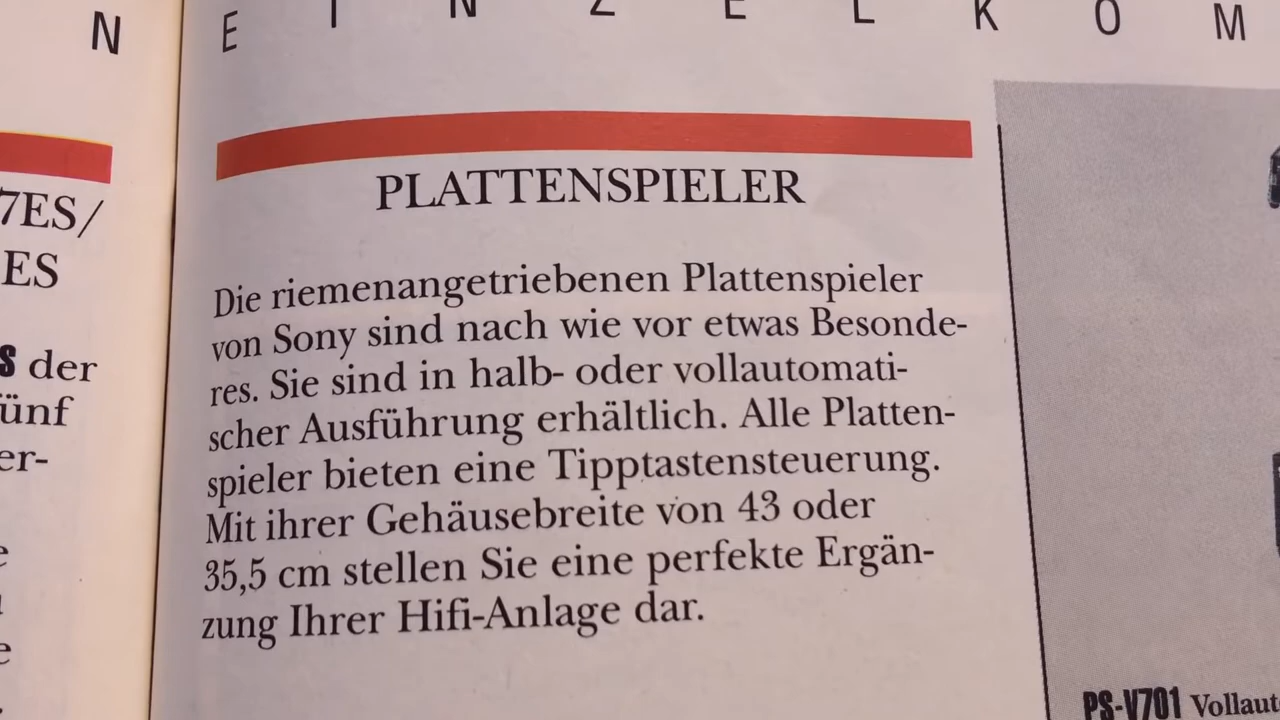 N E I N Z E L K O M
7ES/
ES
S der
ünf
er-
e
e
PLATTENSPIELER
Die riemenangetriebenen Plattenspieler
von Sony sind nach wie vor etwas Besonde-
res. Sie sind in halb- oder vollautomati-
scher Ausführung erhältlich. Alle Platten-
spieler bieten eine Tipptastensteuerung.
Mit ihrer Gehäusebreite von 43 oder
35,5 cm stellen Sie eine perfekte Ergän-
zung Ihrer Hifi-Anlage dar.
PS-V701 Vollaut